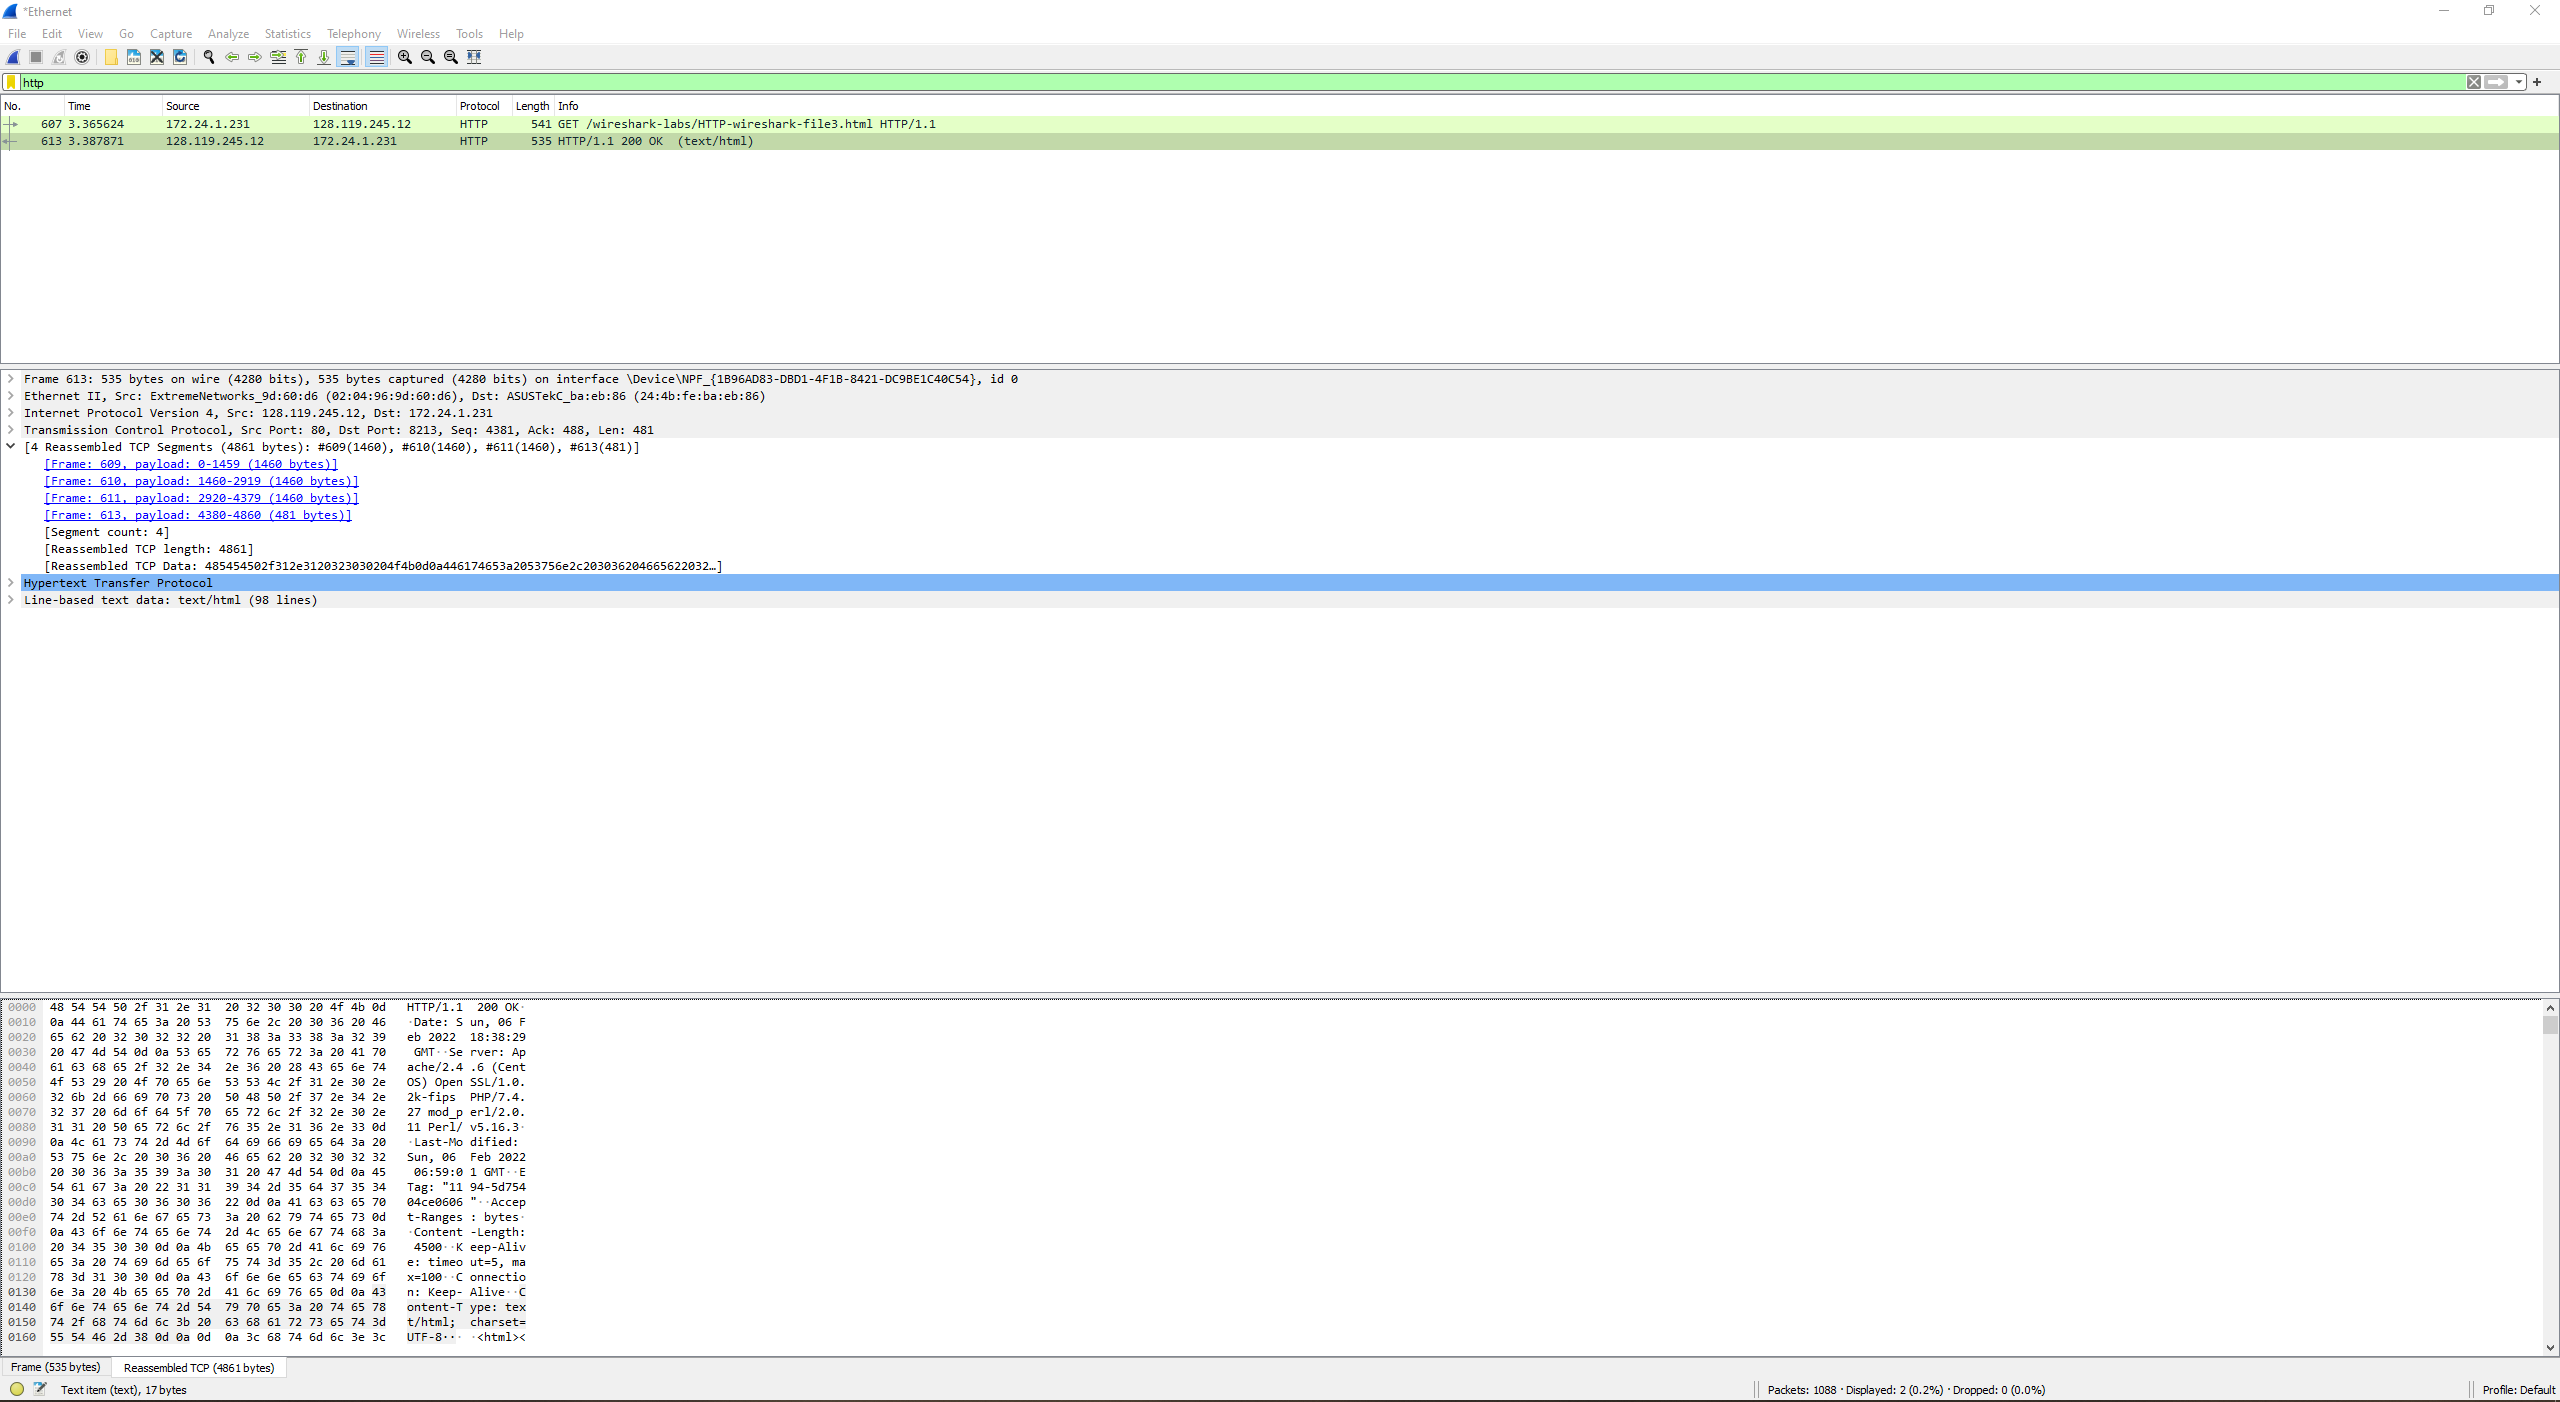 *Ethernet
File Edit View Go Capture Analyze Statistics Telephony Wireless Tools Help
http
No. Time Source Destination Protocol Length Info
607 3.365624 172.24.1.231 128.119.245.12 HTTP 541 GET /wireshark-labs/HTTP-wireshark-file3.html HTTP/1.1
613 3.387871 128.119.245.12 172.24.1.231 HTTP 535 HTTP/1.1 200 OK (text/html)
Frame 613: 535 bytes on wire (4280 bits), 535 bytes captured (4280 bits) on interface \Device\NPF_{1B96AD83-DBD1-4F1B-8421-DC9BE1C40C54}, id 0
Ethernet II, Src: ExtremeNetworks_9d:60:d6 (02:04:96:9d:60:d6), Dst: ASUSTekC_ba:eb:86 (24:4b:fe:ba:eb:86)
Internet Protocol Version 4, Src: 128.119.245.12, Dst: 172.24.1.231
Transmission Control Protocol, Src Port: 80, Dst Port: 8213, Seq: 4381, Ack: 488, Len: 481
[4 Reassembled TCP Segments (4861 bytes): #609(1460), #610(1460), #611(1460), #613(481)]
[Frame: 609, payload: 0-1459 (1460 bytes)]
[Frame: 610, payload: 1460-2919 (1460 bytes)]
[Frame: 611, payload: 2920-4379 (1460 bytes)]
[Frame: 613, payload: 4380-4860 (481 bytes)]
[Segment count: 4]
[Reassembled TCP length: 4861]
[Reassembled TCP Data: 485454502f312e3120323030204f4b0d0a446174653a2053756e2c203036204665622032…]
Hypertext Transfer Protocol
Line-based text data: text/html (98 lines)
0000 48 54 54 50 2f 31 2e 31 20 32 30 30 20 4f 4b 0d HTTP/1.1 200 OK·
0010 0a 44 61 74 65 3a 20 53 75 6e 2c 20 30 36 20 46 ·Date: S un, 06 F
0020 65 62 20 32 30 32 32 20 31 38 3a 33 38 3a 32 39 eb 2022 18:38:29
0030 20 47 4d 54 0d 0a 53 65 72 76 65 72 3a 20 41 70 GMT··Se rver: Ap
0040 61 63 68 65 2f 32 2e 34 2e 36 20 28 43 65 6e 74 ache/2.4 .6 (Cent
0050 4f 53 29 20 4f 70 65 6e 53 53 4c 2f 31 2e 30 2e OS) Open SSL/1.0.
0060 32 6b 2d 66 69 70 73 20 50 48 50 2f 37 2e 34 2e 2k-fips PHP/7.4.
0070 32 37 20 6d 6f 64 5f 70 65 72 6c 2f 32 2e 30 2e 27 mod_p erl/2.0.
0080 31 31 20 50 65 72 6c 2f 76 35 2e 31 36 2e 33 0d 11 Perl/ v5.16.3·
0090 0a 4c 61 73 74 2d 4d 6f 64 69 66 69 65 64 3a 20 ·Last-Mo dified:
00a0 53 75 6e 2c 20 30 36 20 46 65 62 20 32 30 32 32 Sun, 06 Feb 2022
00b0 20 30 36 3a 35 39 3a 30 31 20 47 4d 54 0d 0a 45 06:59:0 1 GMT··E
00c0 54 61 67 3a 20 22 31 31 39 34 2d 35 64 37 35 34 Tag: "11 94-5d754
00d0 30 34 63 65 30 36 30 36 22 0d 0a 41 63 63 65 70 04ce0606 "··Accep
00e0 74 2d 52 61 6e 67 65 73 3a 20 62 79 74 65 73 0d t-Ranges : bytes·
00f0 0a 43 6f 6e 74 65 6e 74 2d 4c 65 6e 67 74 68 3a ·Content -Length:
0100 20 34 35 30 30 0d 0a 4b 65 65 70 2d 41 6c 69 76 4500··K eep-Aliv
0110 65 3a 20 74 69 6d 65 6f 75 74 3d 35 2c 20 6d 61 e: timeo ut=5, ma
0120 78 3d 31 30 30 0d 0a 43 6f 6e 6e 65 63 74 69 6f x=100··C onnectio
0130 6e 3a 20 4b 65 65 70 2d 41 6c 69 76 65 0d 0a 43 n: Keep- Alive··C
0140 6f 6e 74 65 6e 74 2d 54 79 70 65 3a 20 74 65 78 ontent-T ype: tex
0150 74 2f 68 74 6d 6c 3b 20 63 68 61 72 73 65 74 3d t/html; charset=
0160 55 54 46 2d 38 0d 0a 0d 0a 3c 68 74 6d 6c 3e 3c UTF-8··· ·<html><
Frame (535 bytes) Reassembled TCP (4861 bytes)
Text item (text), 17 bytes Packets: 1088 · Displayed: 2 (0.2%) · Dropped: 0 (0.0%) Profile: Default